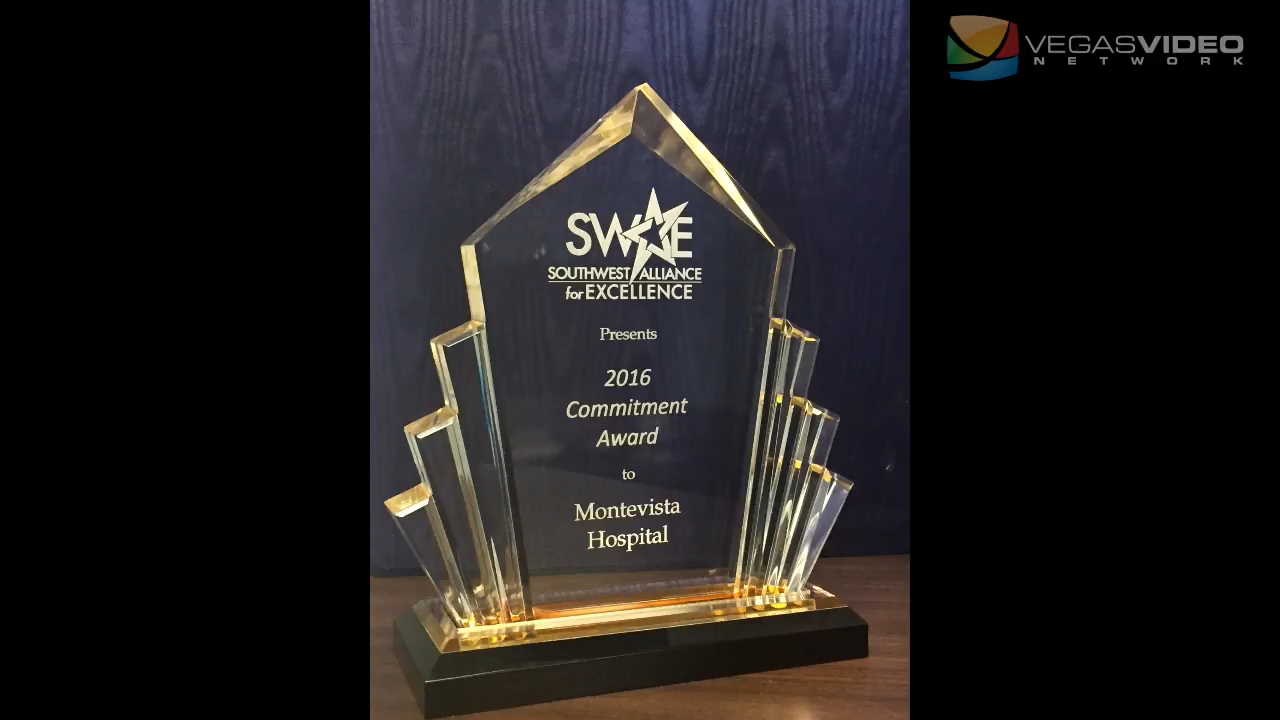 VEGASVIDEO
NETWORK
SWAE
SOUTHWEST ALLIANCE
for EXCELLENCE
Presents
2016
Commitment
Award
to
Montevista
Hospital